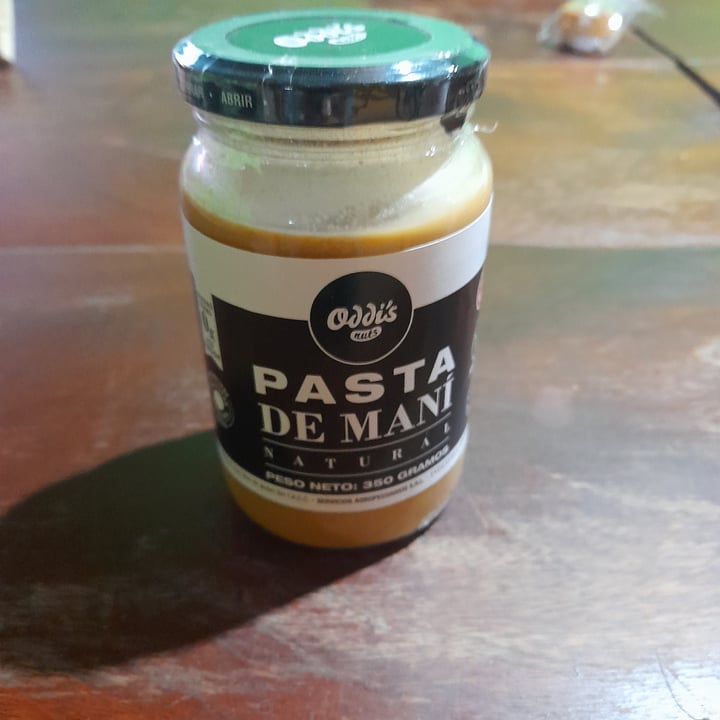 Oddi's
nuts
ABRIR
Oddi's
nuts
PASTA
DE MANÍ
NATURAL
PESO NETO: 350 GRAMOS